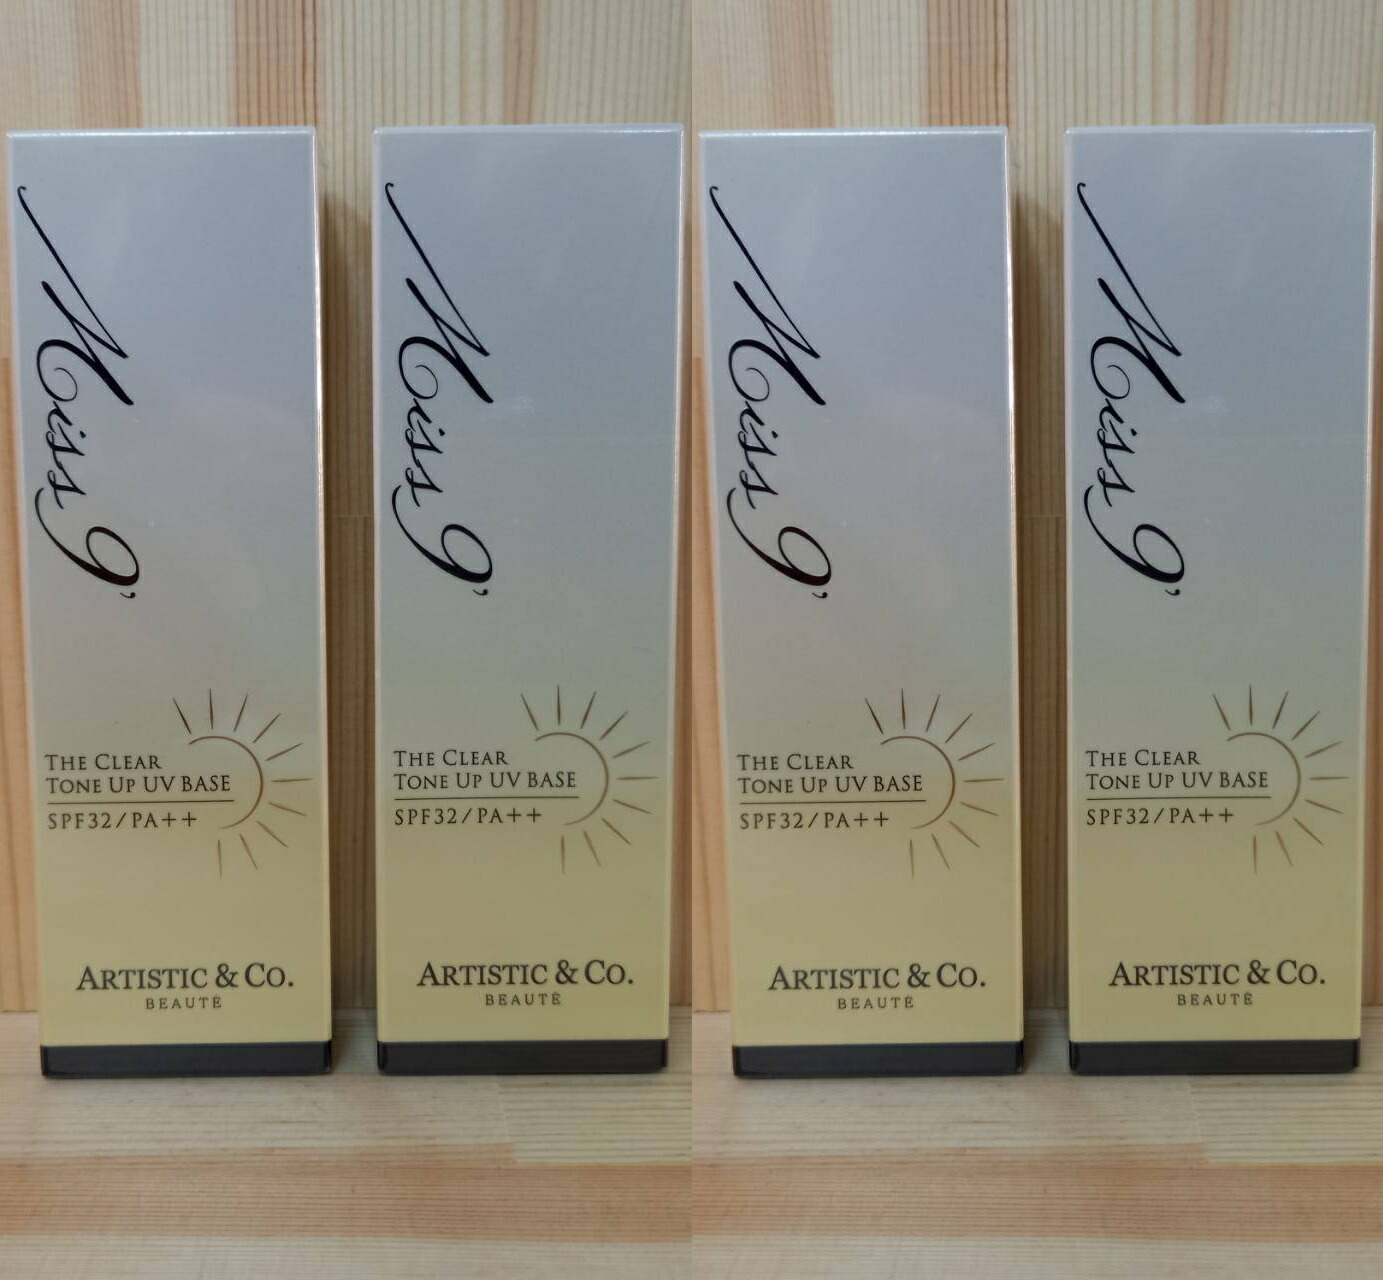 Miss 9'
THE CLEAR
TONE UP UV BASE
SPF32/PA++
ARTISTIC & CO.
BEAUTÉ
Miss 9'
THE CLEAR
TONE UP UV BASE
SPF32/PA++
ARTISTIC & CO.
BEAUTÉ
Miss 9'
THE CLEAR
TONE UP UV BASE
SPF32/PA++
ARTISTIC & CO.
BEAUTÉ
Miss 9'
THE CLEAR
TONE UP UV BASE
SPF32/PA++
ARTISTIC & CO.
BEAUTÉ